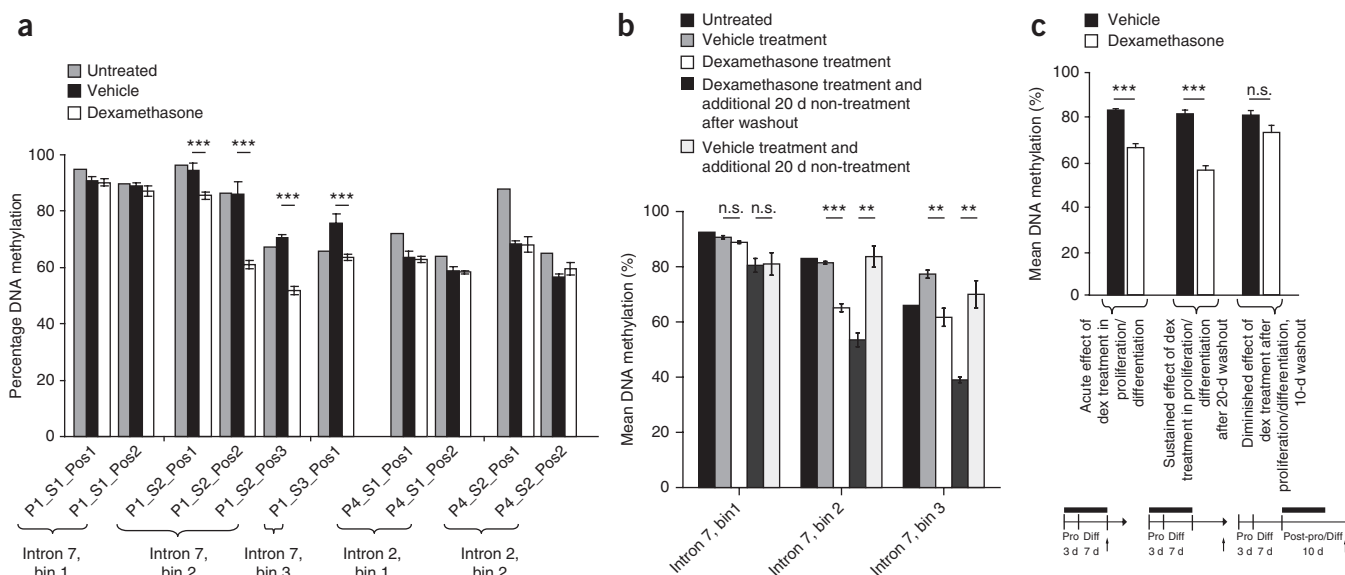 a
Untreated
Vehicle
Dexamethasone
Percentage DNA methylation
100
80
60
40
20
0
***
***
***
***
P1_S1_Pos1
P1_S1_Pos2
P1_S2_Pos1
P1_S2_Pos2
P1_S2_Pos3
P1_S3_Pos1
P4_S1_Pos1
P4_S1_Pos2
P4_S2_Pos1
P4_S2_Pos2
Intron 7,
bin 1
Intron 7,
bin 2
Intron 7,
bin 3
Intron 2,
bin 1
Intron 2,
bin 2
b
Untreated
Vehicle treatment
Dexamethasone treatment
Dexamethasone treatment and
additional 20 d non-treatment
after washout
Vehicle treatment and
additional 20 d non-treatment
Mean DNA methylation (%)
100
80
60
40
20
0
n.s.
n.s.
***
**
**
**
Intron 7, bin1
Intron 7, bin 2
Intron 7, bin 3
c
Vehicle
Dexamethasone
Mean DNA methylation (%)
100
80
60
40
20
0
***
***
n.s.
Acute effect of
dex treatment in
proliferation/
differentiation
Sustained effect of dex
treatment in proliferation/
differentiation
after 20-d washout
Diminished effect of
dex treatment after
proliferation/differentiation,
10-d washout
Pro Diff
3 d 7 d
Pro Diff
3 d 7 d
Pro Diff Post-pro/Diff
3 d 7 d 10 d